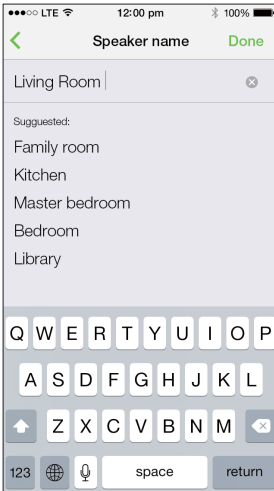 LTE 12:00 pm 100%
Speaker name Done
Living Room
Sugguested:
Family room
Kitchen
Master bedroom
Bedroom
Library
Q W E R T Y U I O P
A S D F G H J K L
Z X C V B N M
123 space return